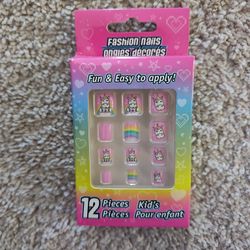 Fashion nails
ongles décorés
Fun & Easy to apply!
12 Pieces Kid's
Pièces Pour enfant